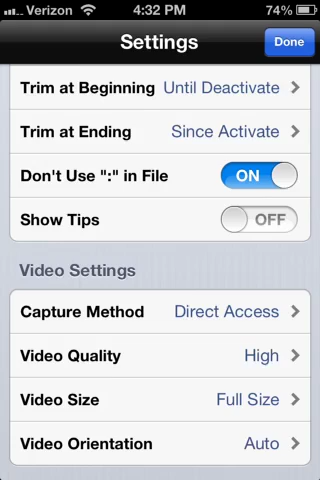 Verizon 4:32 PM 74%
Settings Done
Trim at Beginning Until Deactivate
Trim at Ending Since Activate
Don't Use ":" in File ON
Show Tips OFF
Video Settings
Capture Method Direct Access
Video Quality High
Video Size Full Size
Video Orientation Auto